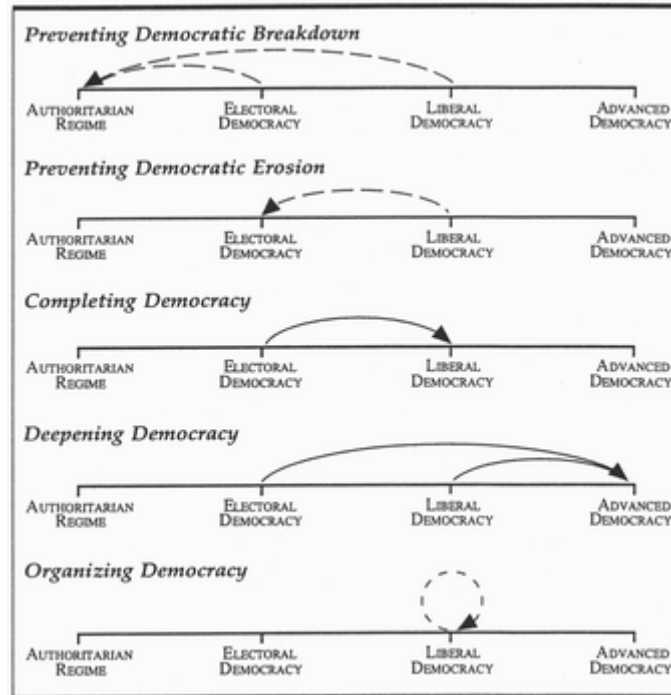 Preventing Democratic Breakdown
AUTHORITARIAN REGIME
ELECTORAL DEMOCRACY
LIBERAL DEMOCRACY
ADVANCED DEMOCRACY
Preventing Democratic Erosion
AUTHORITARIAN REGIME
ELECTORAL DEMOCRACY
LIBERAL DEMOCRACY
ADVANCED DEMOCRACY
Completing Democracy
AUTHORITARIAN REGIME
ELECTORAL DEMOCRACY
LIBERAL DEMOCRACY
ADVANCED DEMOCRACY
Deepening Democracy
AUTHORITARIAN REGIME
ELECTORAL DEMOCRACY
LIBERAL DEMOCRACY
ADVANCED DEMOCRACY
Organizing Democracy
AUTHORITARIAN REGIME
ELECTORAL DEMOCRACY
LIBERAL DEMOCRACY
ADVANCED DEMOCRACY